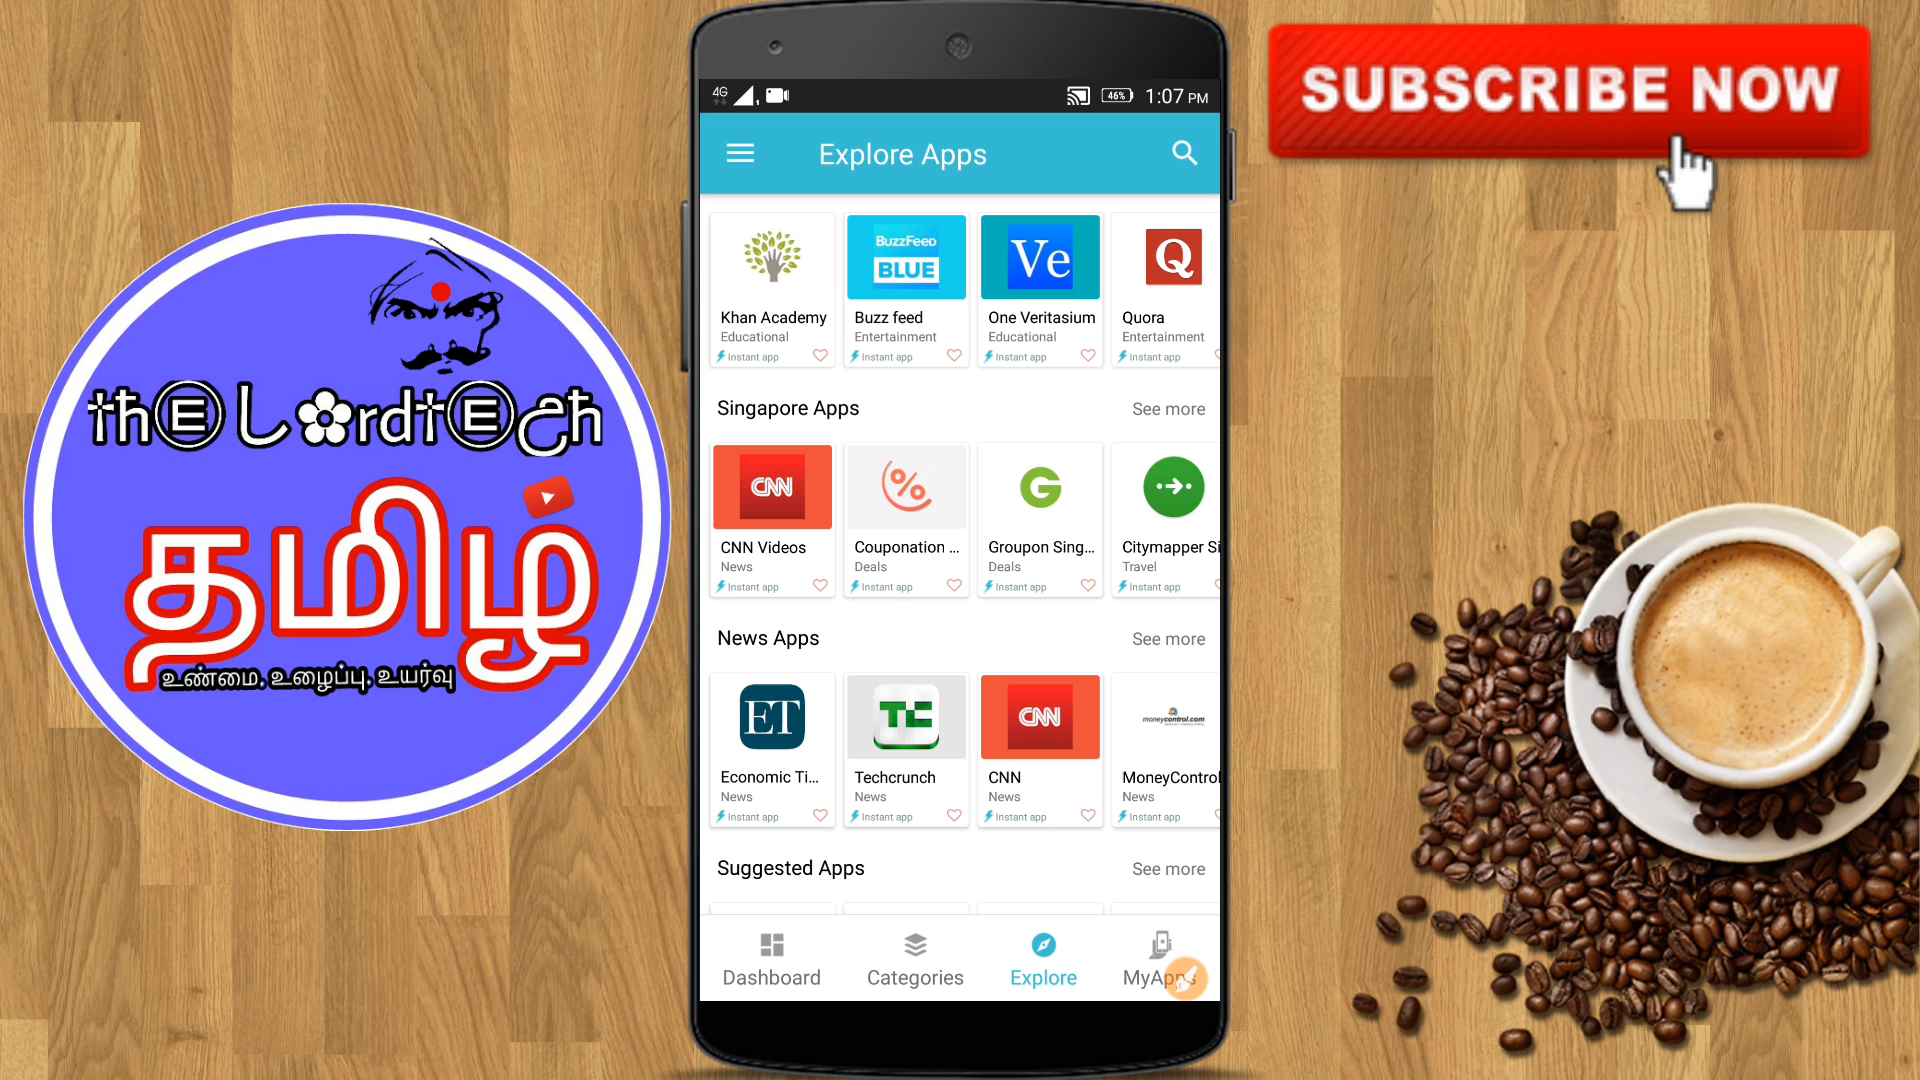 thE LordtEch
தமிழ்
உண்மை, உழைப்பு, உயர்வு
4G
46%
1:07 PM
Explore Apps
Khan Academy
Educational
Instant app
BuzzFeed
BLUE
Buzz feed
Entertainment
Instant app
Ve
One Veritasium
Educational
Instant app
Q
Quora
Entertainment
Instant app
Singapore Apps
See more
CNN
CNN Videos
News
Instant app
%
Couponation ...
Deals
Instant app
G
Groupon Sing...
Deals
Instant app
Citymapper Si
Travel
Instant app
News Apps
See more
ET
Economic Ti...
News
Instant app
TC
Techcrunch
News
Instant app
CNN
CNN
News
Instant app
moneycontrol.com
MoneyControl
News
Instant app
Suggested Apps
See more
Dashboard
Categories
Explore
MyApps
SUBSCRIBE NOW